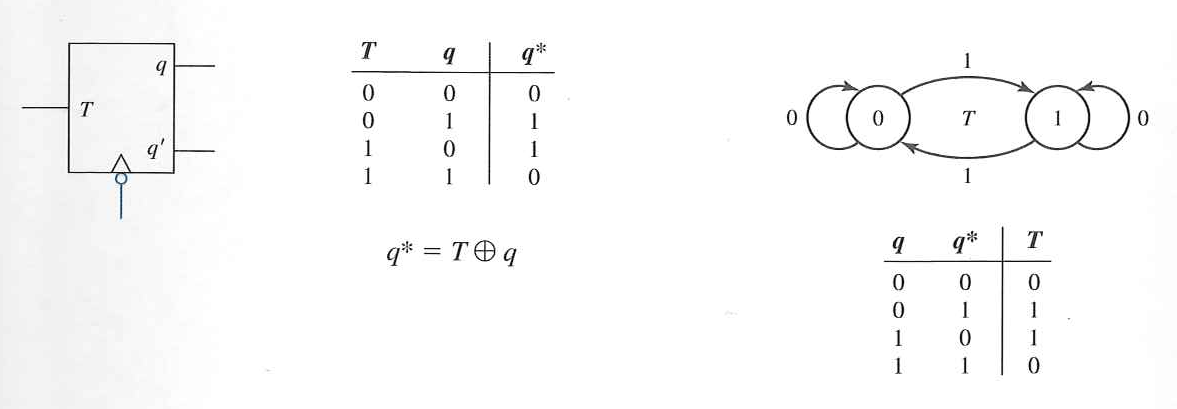 q
T
q′
T q q*
0 0 0
0 1 1
1 0 1
1 1 0
q* = T ⊕ q
1
0 0 T 1 0
1
q q* T
0 0 0
0 1 1
1 0 1
1 1 0